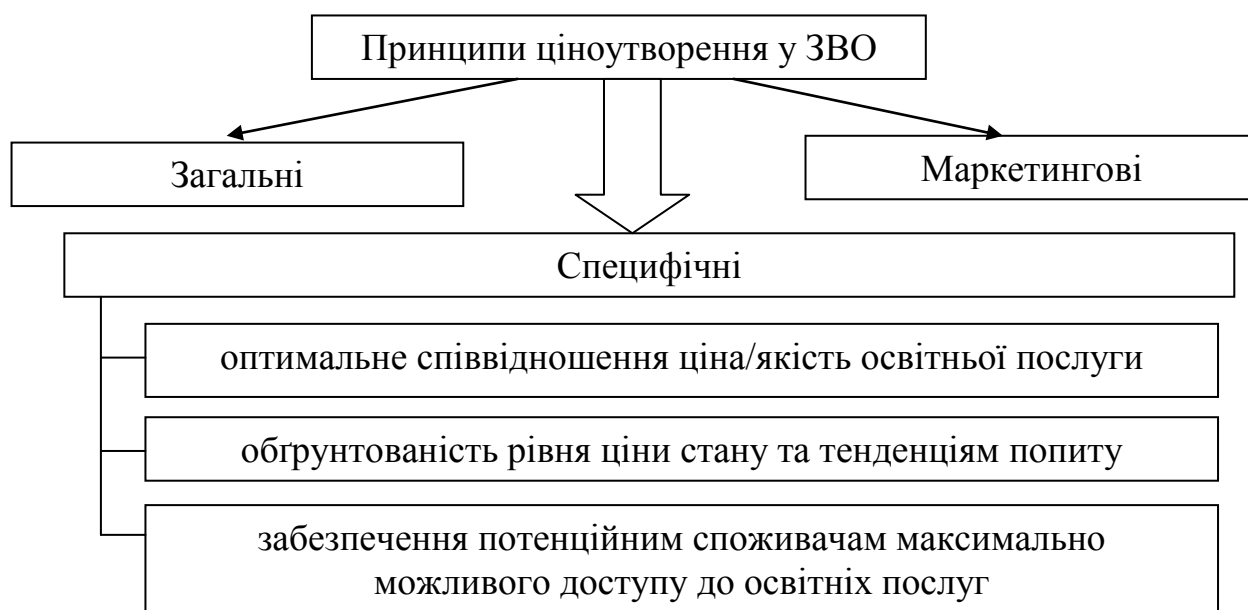 Принципи ціноутворення у ЗВО
Загальні
Маркетингові
Специфічні
оптимальне співвідношення ціна/якість освітньої послуги
обґрунтованість рівня ціни стану та тенденціям попиту
забезпечення потенційним споживачам максимально
можливого доступу до освітніх послуг